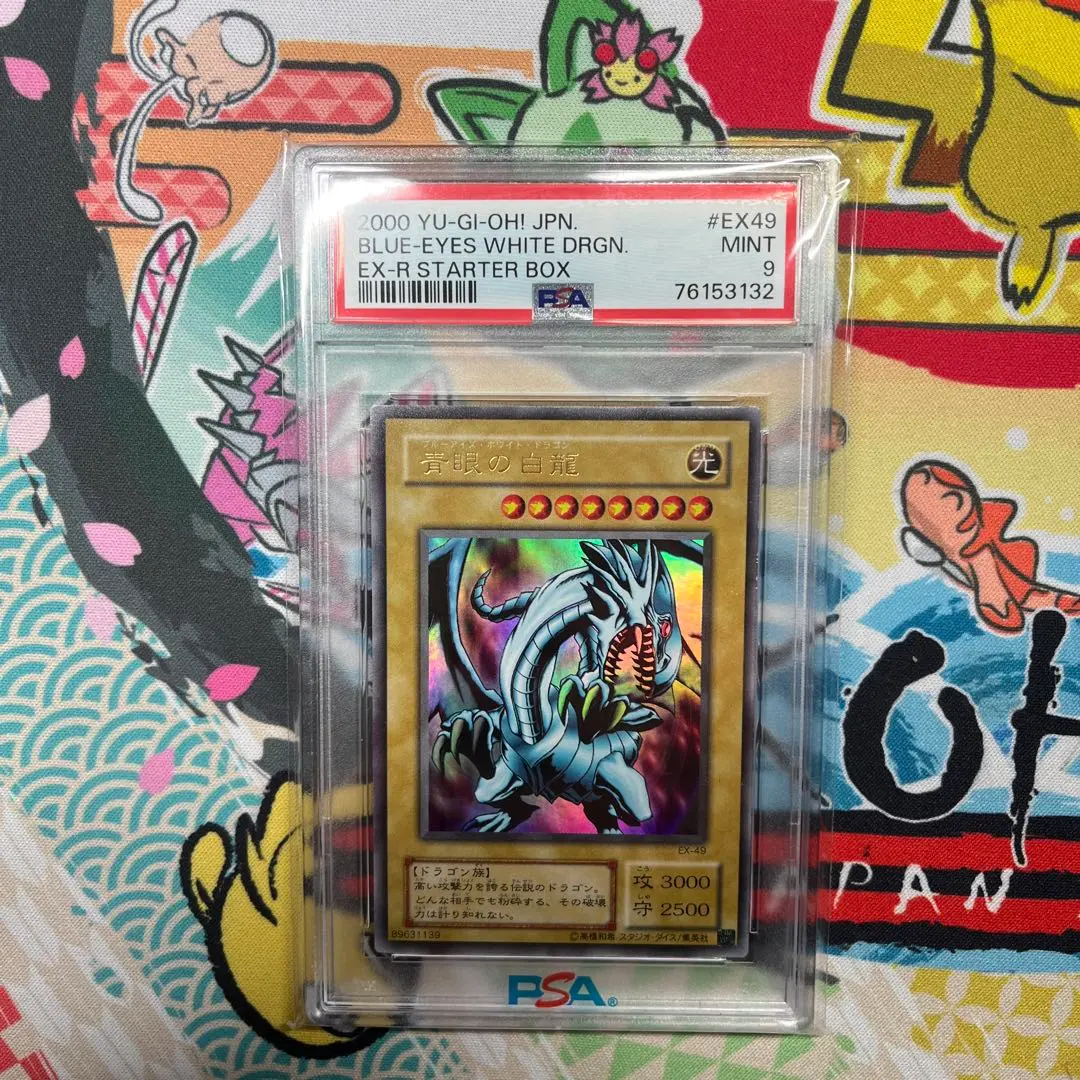 2000 YU-GI-OH! JPN. #EX49
BLUE-EYES WHITE DRGN. MINT
EX-R STARTER BOX 9
PSA 76153132
ブルーアイズ・ホワイト・ドラゴン
青眼の白龍
光
EX-49
【ドラゴン族】
高い攻撃力を誇る伝説のドラゴン。
どんな相手でも粉砕する、その破壊
力は計り知れない。
攻 3000
守 2500
89631139
©高橋和希 スタジオ・ダイス/集英社
PSA®
OH
PAN